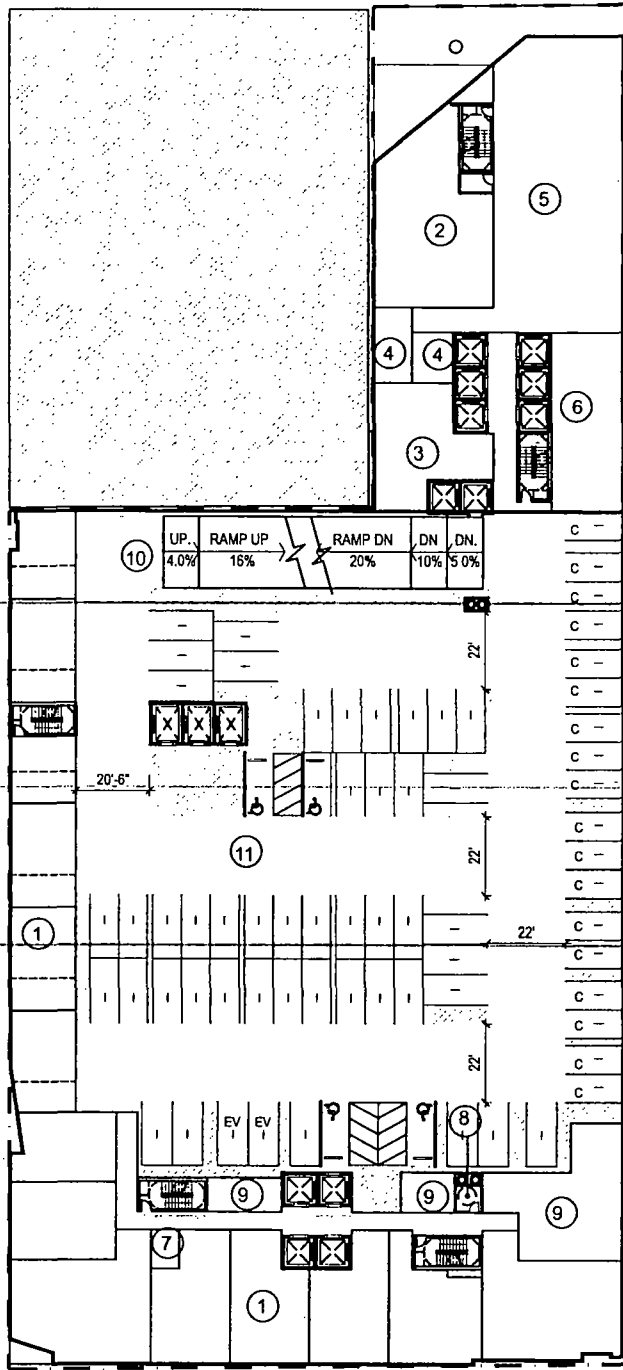 5
2
4 4
6
3
C
UP. RAMP UP RAMP DN DN DN.
10
4.0% 16% 20% 10% 5.0%
C
C
C
22'
C
C
C
C
20'-6"
C
C
11 22' C
C
C
1
22'
C
C
C
22' C
C
EV EV 8
9 9
9
7
1